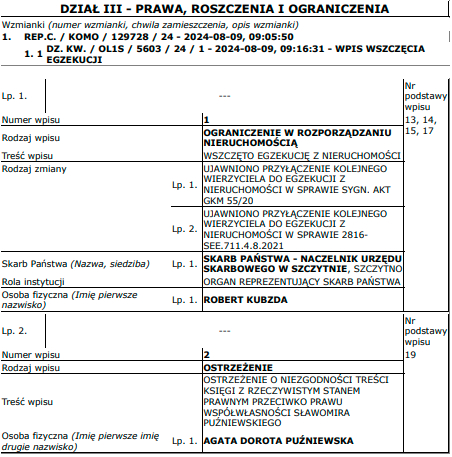 DZIAŁ III - PRAWA, ROSZCZENIA I OGRANICZENIA
Wzmianki (numer wzmianki, chwila zamieszczenia, opis wzmianki)
1. REP.C. / KOMO / 129728 / 24 - 2024-08-09, 09:05:50
1. 1 DZ. KW. / OL1S / 5603 / 24 / 1 - 2024-08-09, 09:16:31 - WPIS WSZCZĘCIA
EGZEKUCJI
Lp. 1. --- Nr
podstawy
wpisu
Numer wpisu 1 13, 14,
15, 17
Rodzaj wpisu OGRANICZENIE W ROZPORZĄDZANIU
NIERUCHOMOŚCIĄ
Treść wpisu WSZCZĘTO EGZEKUCJĘ Z NIERUCHOMOŚCI
Rodzaj zmiany Lp. 1. UJAWNIONO PRZYŁĄCZENIE KOLEJNEGO
WIERZYCIELA DO EGZEKUCJI Z
NIERUCHOMOŚCI W SPRAWIE SYGN. AKT
GKM 55/20
Lp. 2. UJAWNIONO PRZYŁĄCZENIE KOLEJNEGO
WIERZYCIELA DO EGZEKUCJI Z
NIERUCHOMOŚCI W SPRAWIE 2816-
SEE.711.4.8.2021
Skarb Państwa (Nazwa, siedziba) Lp. 1. SKARB PAŃSTWA - NACZELNIK URZĘDU
SKARBOWEGO W SZCZYTNIE, SZCZYTNO
Rola instytucji ORGAN REPREZENTUJĄCY SKARB PAŃSTWA
Osoba fizyczna (Imię pierwsze
nazwisko) Lp. 1. ROBERT KUBZDA
Lp. 2. --- Nr
podstawy
wpisu
Numer wpisu 2 19
Rodzaj wpisu OSTRZEŻENIE
Treść wpisu OSTRZEŻENIE O NIEZGODNOŚCI TREŚCI
KSIĘGI Z RZECZYWISTYM STANEM
PRAWNYM PRZECIWKO PRAWU
WSPÓŁWŁASNOŚCI SŁAWOMIRA
PUŹNIEWSKIEGO
Osoba fizyczna (Imię pierwsze imię
drugie nazwisko) Lp. 1. AGATA DOROTA PUŹNIEWSKA